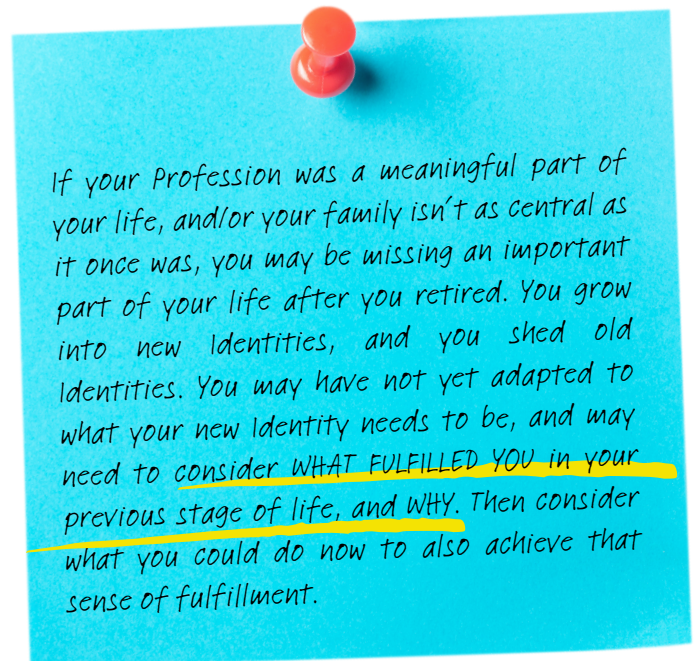 If your Profession was a meaningful part of
your life, and/or your family isn't as central as
it once was, you may be missing an important
part of your life after you retired. You grow
into new Identities, and you shed old
Identities. You may have not yet adapted to
what your new Identity needs to be, and may
need to consider WHAT FULFILLED YOU in your
previous stage of life, and WHY. Then consider
what you could do now to also achieve that
sense of fulfillment.